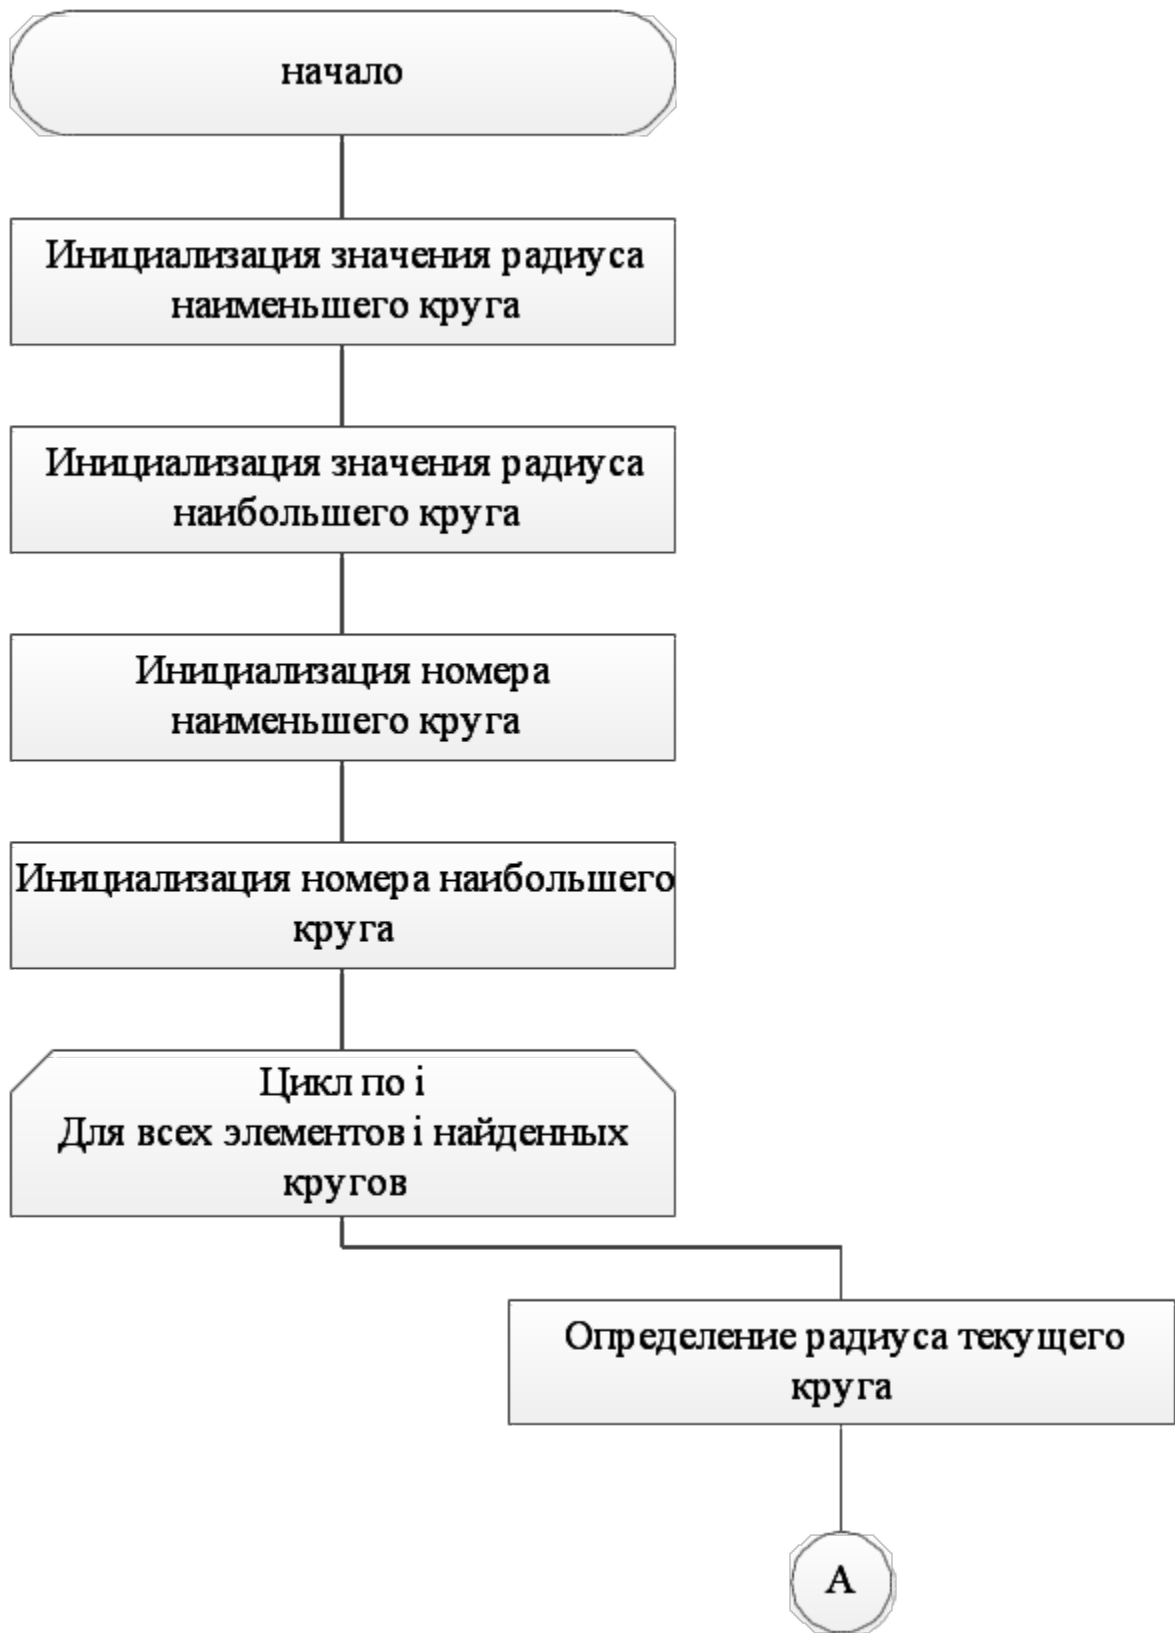 начало
Инициализация значения радиуса
наименьшего круга
Инициализация значения радиуса
наибольшего круга
Инициализация номера
наименьшего круга
Инициализация номера наибольшего
круга
Цикл по i
Для всех элементов i найденных
кругов
Определение радиуса текущего
круга
А